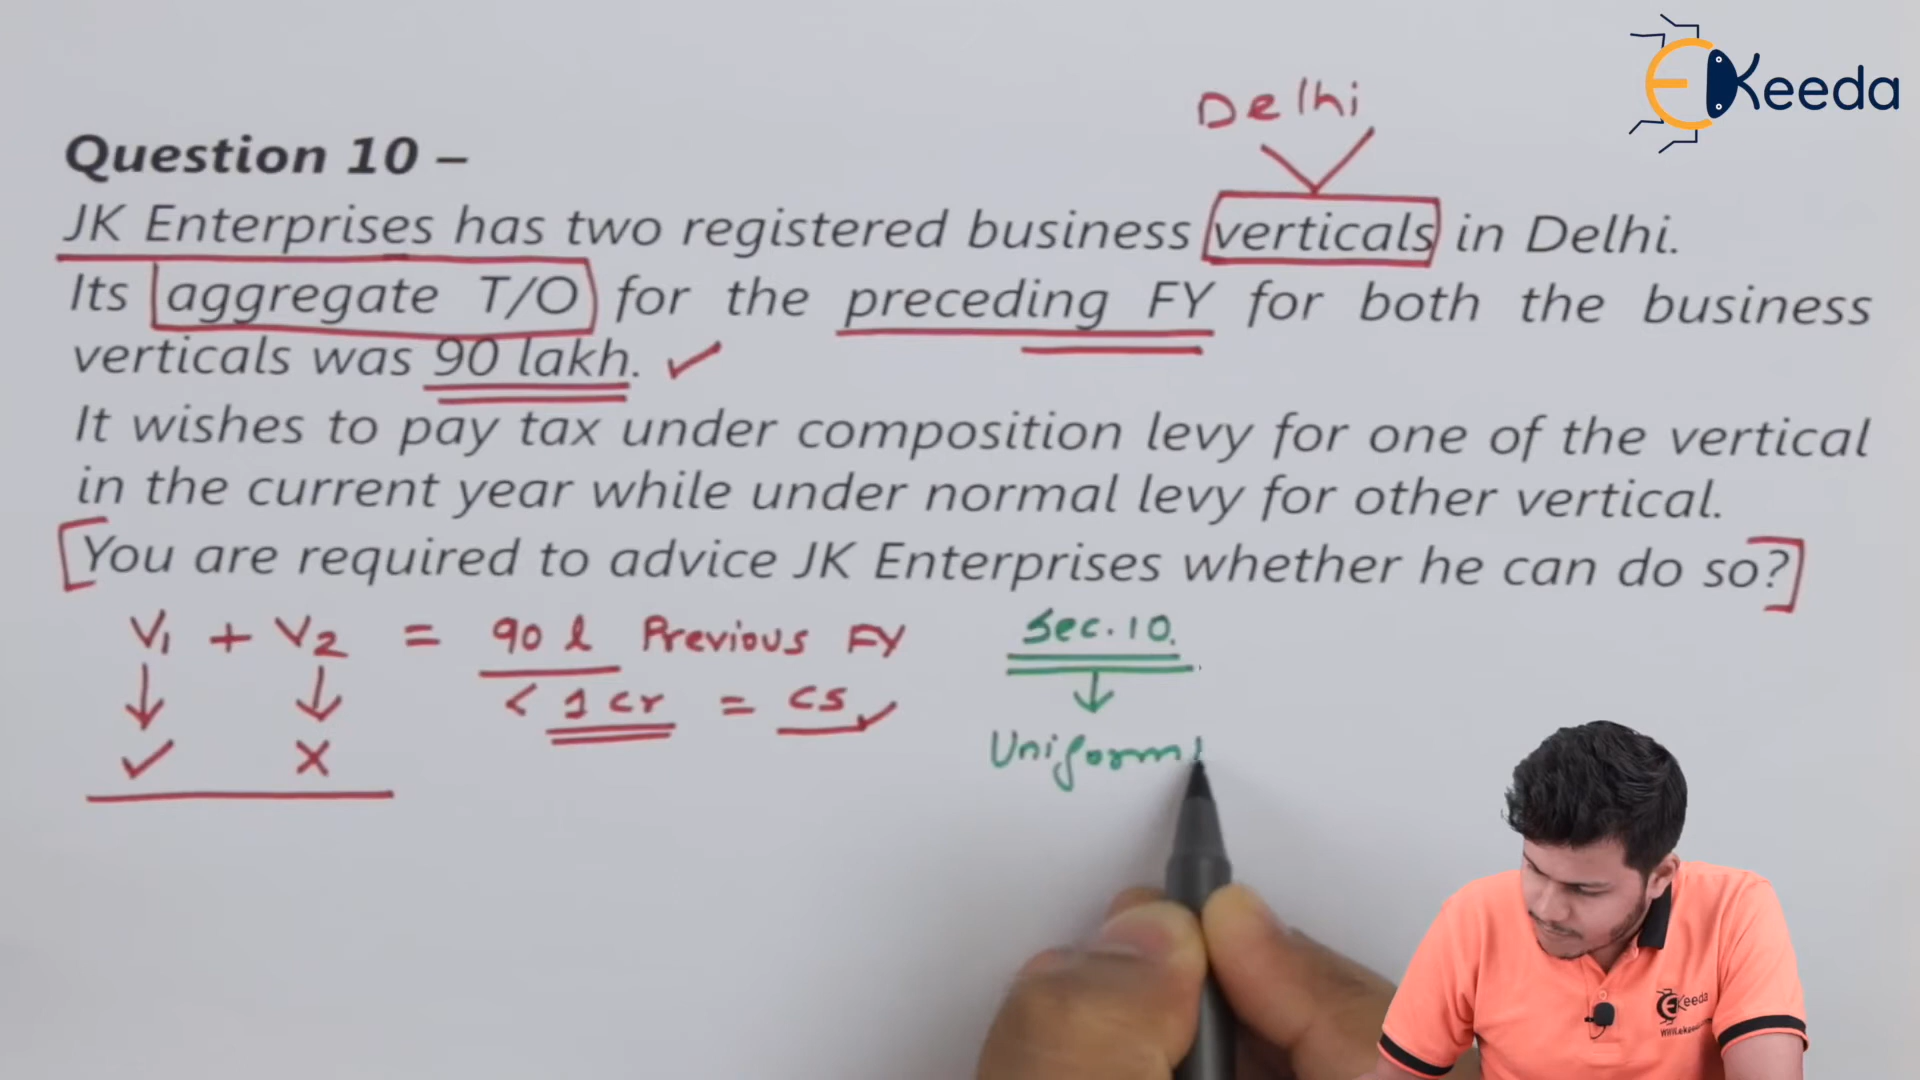 EKeeda
Delhi
Question 10 –
JK Enterprises has two registered business verticals in Delhi.
Its aggregate T/O for the preceding FY for both the business
verticals was 90 lakh. ✓
It wishes to pay tax under composition levy for one of the vertical
in the current year while under normal levy for other vertical.
[You are required to advice JK Enterprises whether he can do so?]
V1 + V2 = 90 l Previous FY
< 1 cr = CS ✓
✓ X
Sec. 10.
Uniforml
EKeeda